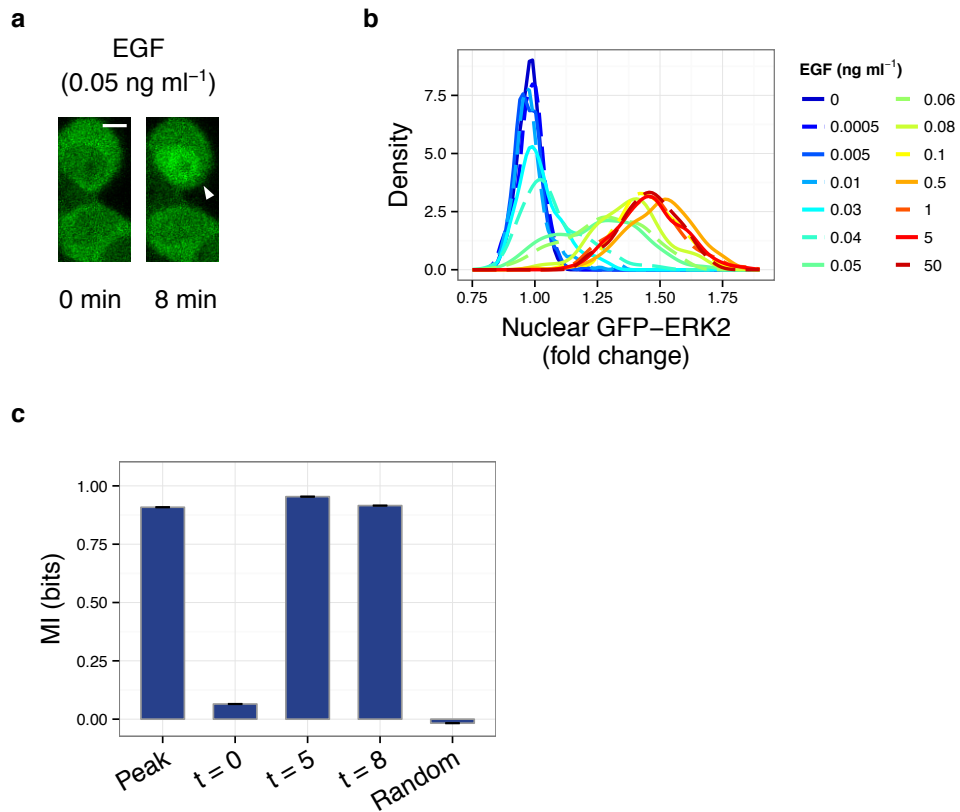 a
EGF
(0.05 ng ml⁻¹)
0 min 8 min
b
7.5
5.0
2.5
0.0
Density
0.75 1.00 1.25 1.50 1.75
Nuclear GFP−ERK2
(fold change)
EGF (ng ml⁻¹)
0
0.0005
0.005
0.01
0.03
0.04
0.05
0.06
0.08
0.1
0.5
1
5
50
c
1.00
0.75
0.50
0.25
0.00
MI (bits)
Peak
t = 0
t = 5
t = 8
Random